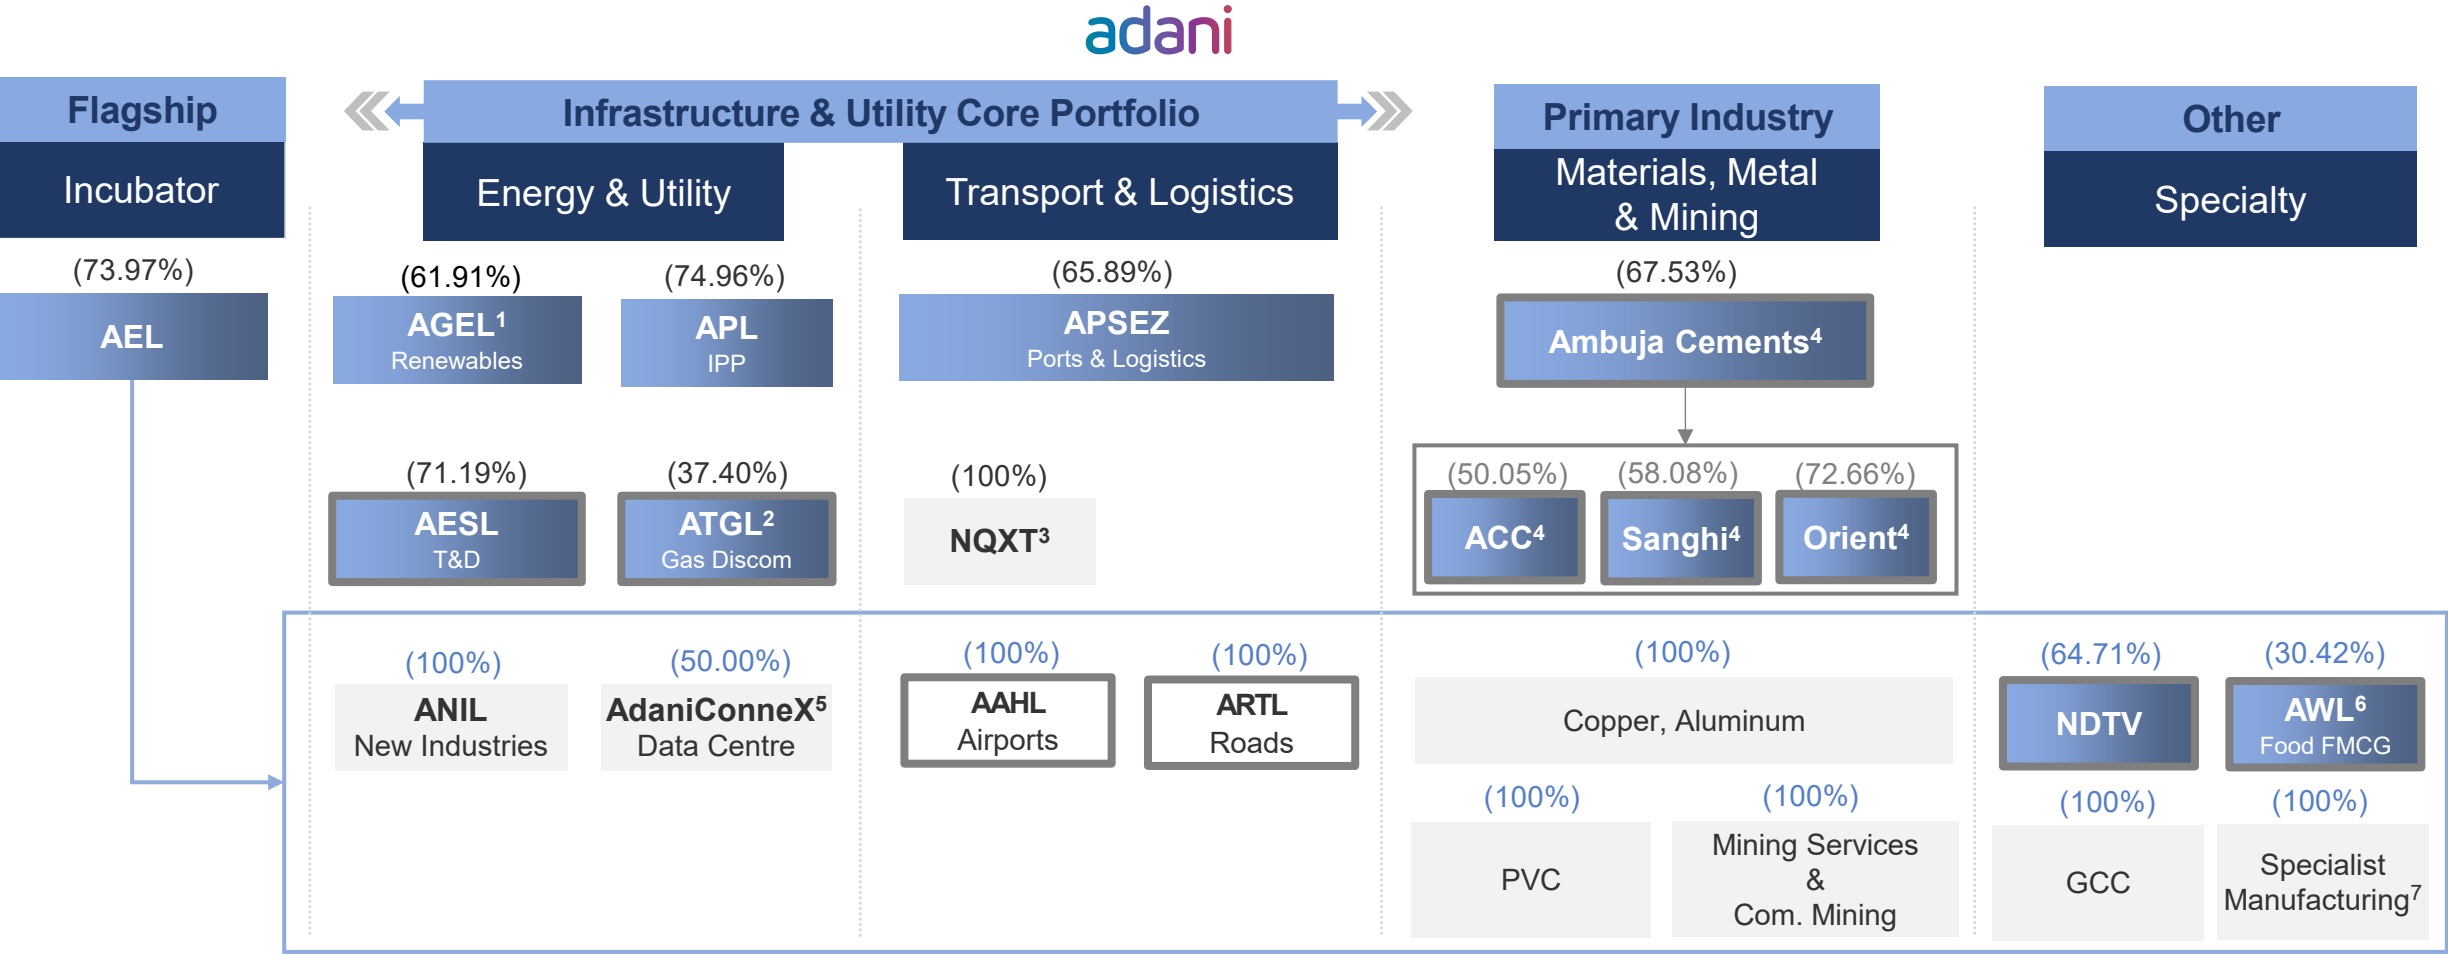 adani
Flagship
Infrastructure & Utility Core Portfolio
Primary Industry
Other
Incubator
Energy & Utility
Transport & Logistics
Materials, Metal
& Mining
Specialty
(73.97%)
AEL
(61.91%)
AGEL¹
Renewables
(74.96%)
APL
IPP
(65.89%)
APSEZ
Ports & Logistics
(67.53%)
Ambuja Cements⁴
(71.19%)
AESL
T&D
(37.40%)
ATGL²
Gas Discom
(100%)
NQXT³
(50.05%)
ACC⁴
(58.08%)
Sanghi⁴
(72.66%)
Orient⁴
(100%)
ANIL
New Industries
(50.00%)
AdaniConneX⁵
Data Centre
(100%)
AAHL
Airports
(100%)
ARTL
Roads
(100%)
Copper, Aluminum
(64.71%)
NDTV
(30.42%)
AWL⁶
Food FMCG
(100%)
PVC
(100%)
Mining Services
&
Com. Mining
(100%)
GCC
(100%)
Specialist
Manufacturing⁷